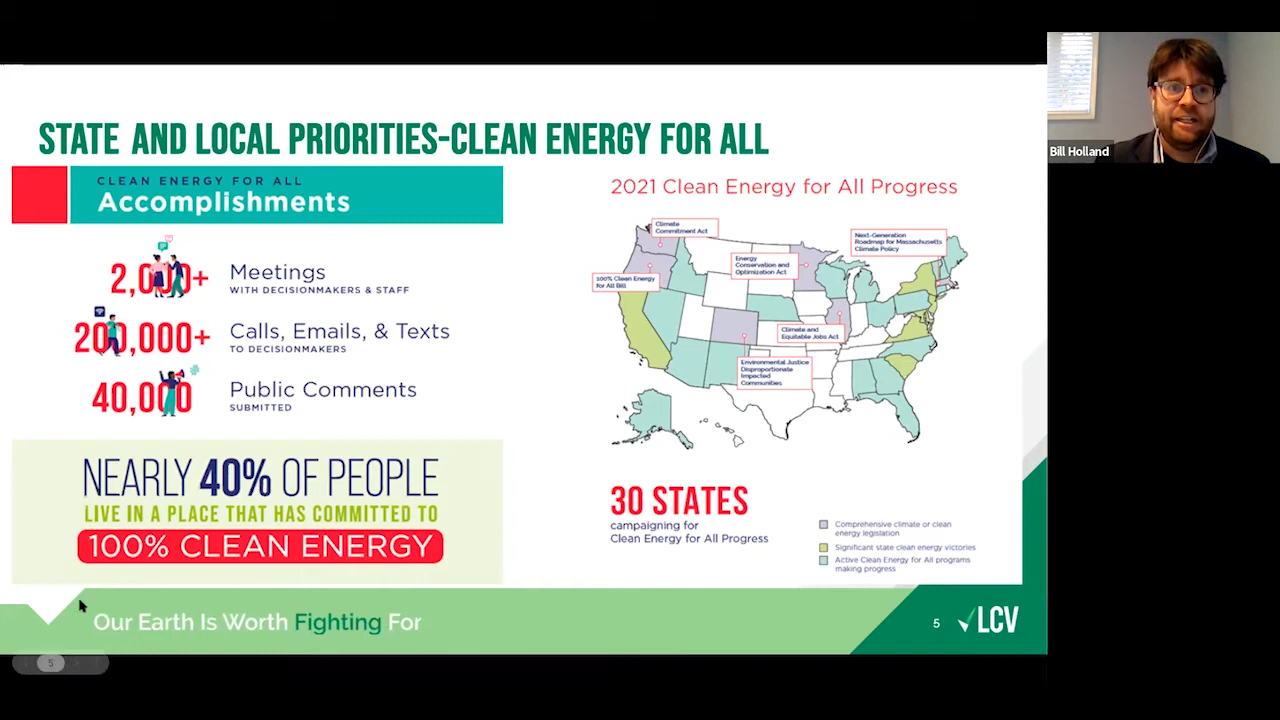 STATE AND LOCAL PRIORITIES-CLEAN ENERGY FOR ALL
CLEAN ENERGY FOR ALL
Accomplishments
2,000+
Meetings
WITH DECISIONMAKERS & STAFF
200,000+
Calls, Emails, & Texts
TO DECISIONMAKERS
40,000
Public Comments
SUBMITTED
NEARLY 40% OF PEOPLE
LIVE IN A PLACE THAT HAS COMMITTED TO
100% CLEAN ENERGY
2021 Clean Energy for All Progress
Climate
Commitment Act
Next-Generation
Roadmap for Massachusetts
Climate Policy
Energy
Conservation and
Optimization Act
100% Clean Energy
for All Bill
Climate and
Equitable Jobs Act
Environmental Justice
Disproportionate
Impacted
Communities
30 STATES
campaigning for
Clean Energy for All Progress
Comprehensive climate or clean
energy legislation
Significant state clean energy victories
Active Clean Energy for All programs
making progress
Our Earth Is Worth Fighting For
5
LCV
5
Bill Holland